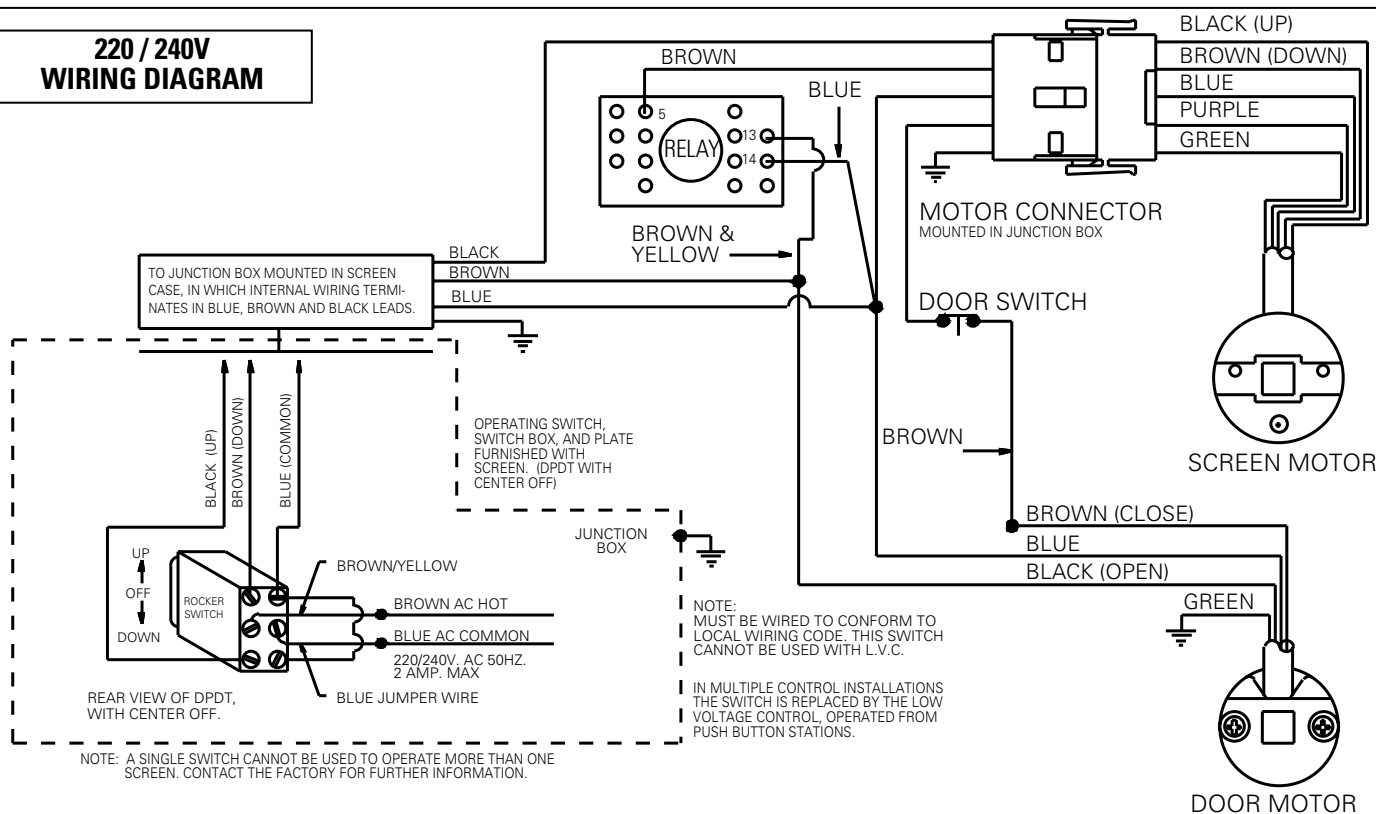 220 / 240V
WIRING DIAGRAM
BLACK (UP)
BROWN (DOWN)
BLUE
PURPLE
GREEN
BROWN
BLUE
5
13
14
RELAY
MOTOR CONNECTOR
MOUNTED IN JUNCTION BOX
BROWN &
YELLOW
BLACK
BROWN
BLUE
TO JUNCTION BOX MOUNTED IN SCREEN
CASE, IN WHICH INTERNAL WIRING TERMI-
NATES IN BLUE, BROWN AND BLACK LEADS.
DOOR SWITCH
BLACK (UP)
BROWN (DOWN)
BLUE (COMMON)
OPERATING SWITCH,
SWITCH BOX, AND PLATE
FURNISHED WITH
SCREEN. (DPDT WITH
CENTER OFF)
BROWN
SCREEN MOTOR
JUNCTION
BOX
BROWN (CLOSE)
BLUE
BLACK (OPEN)
GREEN
UP
OFF
DOWN
ROCKER
SWITCH
BROWN/YELLOW
BROWN AC HOT
BLUE AC COMMON
220/240V. AC 50HZ.
2 AMP. MAX
BLUE JUMPER WIRE
REAR VIEW OF DPDT,
WITH CENTER OFF.
NOTE:
MUST BE WIRED TO CONFORM TO
LOCAL WIRING CODE. THIS SWITCH
CANNOT BE USED WITH L.V.C.
IN MULTIPLE CONTROL INSTALLATIONS
THE SWITCH IS REPLACED BY THE LOW
VOLTAGE CONTROL, OPERATED FROM
PUSH BUTTON STATIONS.
NOTE: A SINGLE SWITCH CANNOT BE USED TO OPERATE MORE THAN ONE
SCREEN. CONTACT THE FACTORY FOR FURTHER INFORMATION.
DOOR MOTOR